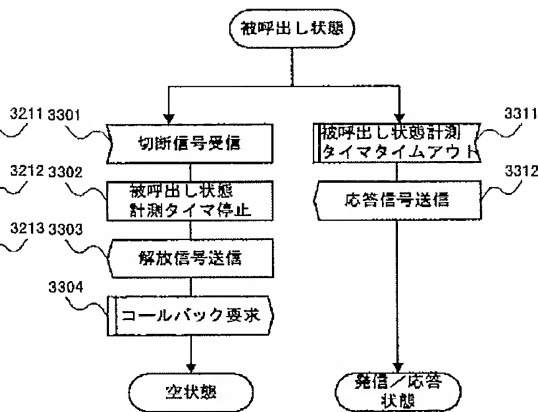 被呼出し状態
3211
3301
切断信号受信
3212
3302
被呼出し状態
計測タイマ停止
3213
3303
解放信号送信
3304
コールバック要求
空状態
3311
被呼出し状態計測
タイマタイムアウト
3312
応答信号送信
発信/応答
状態